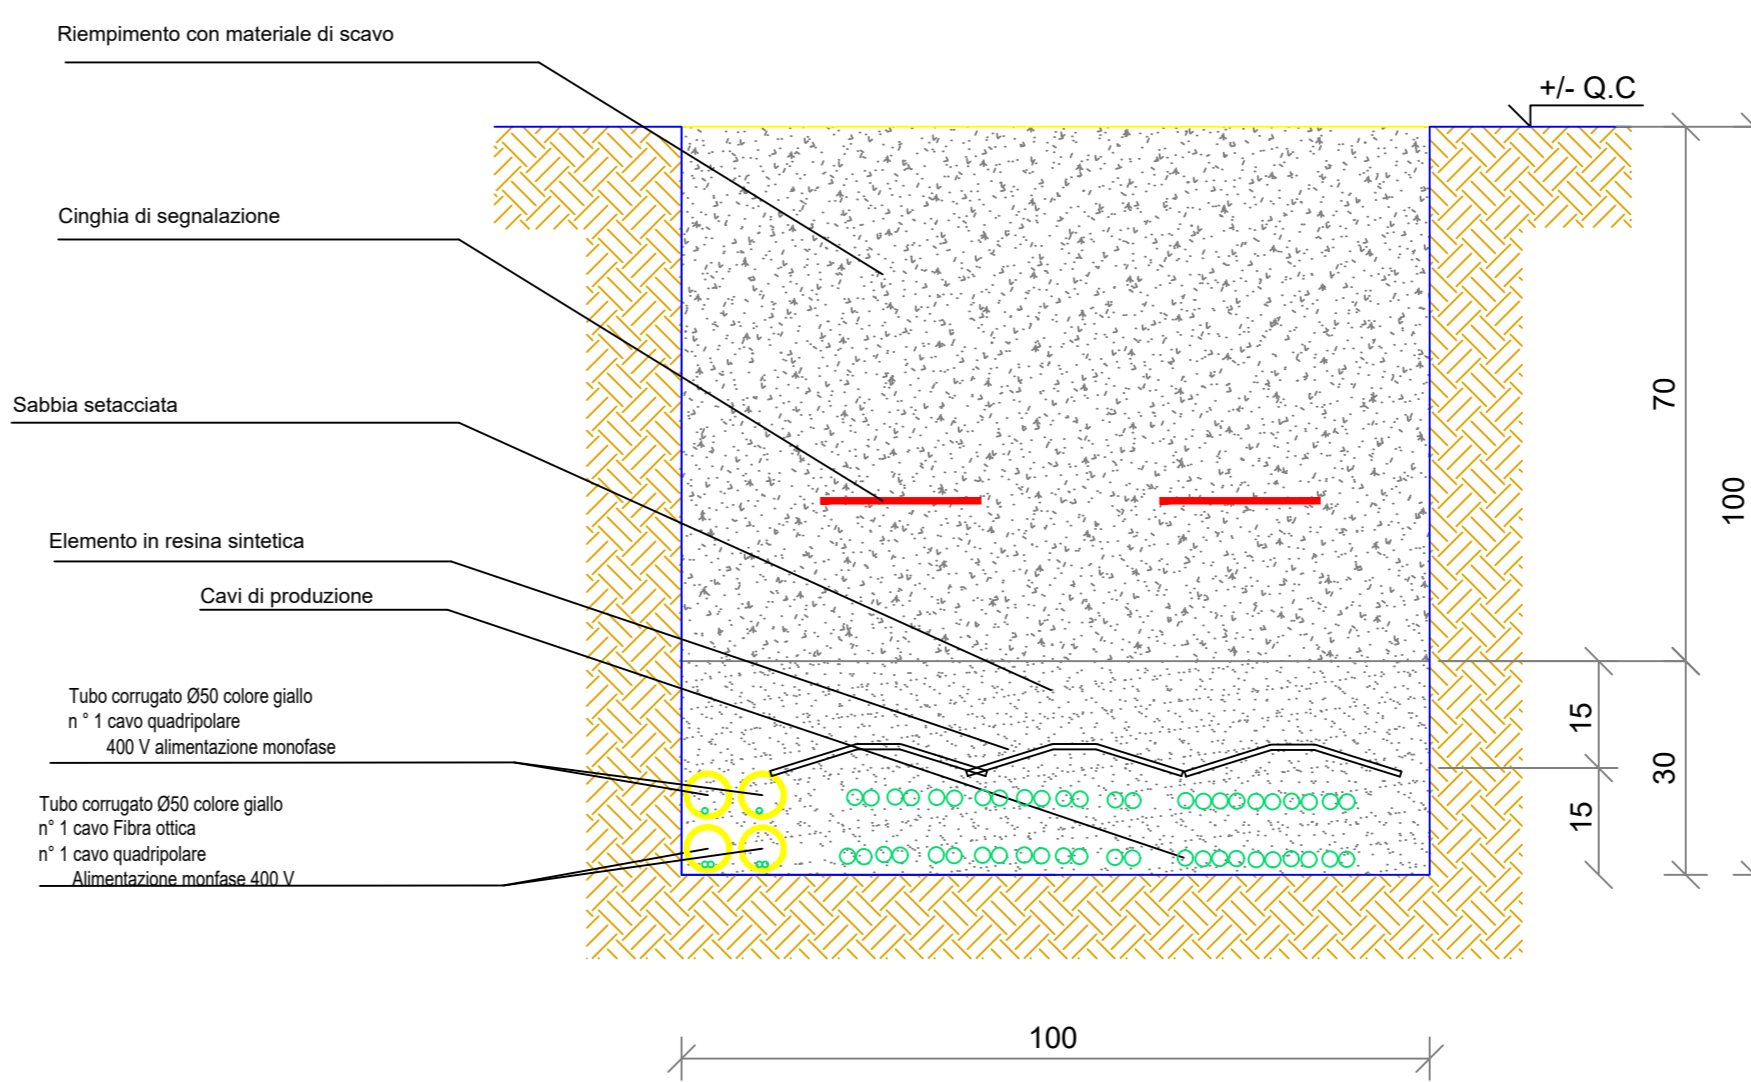 Riempimento con materiale di scavo
+/- Q.C
Cinghia di segnalazione
Sabbia setacciata
Elemento in resina sintetica
Cavi di produzione
Tubo corrugato Ø50 colore giallo
n ° 1 cavo quadripolare
400 V alimentazione monofase
Tubo corrugato Ø50 colore giallo
n° 1 cavo Fibra ottica
n° 1 cavo quadripolare
Alimentazione monfase 400 V
70
100
15
30
15
100